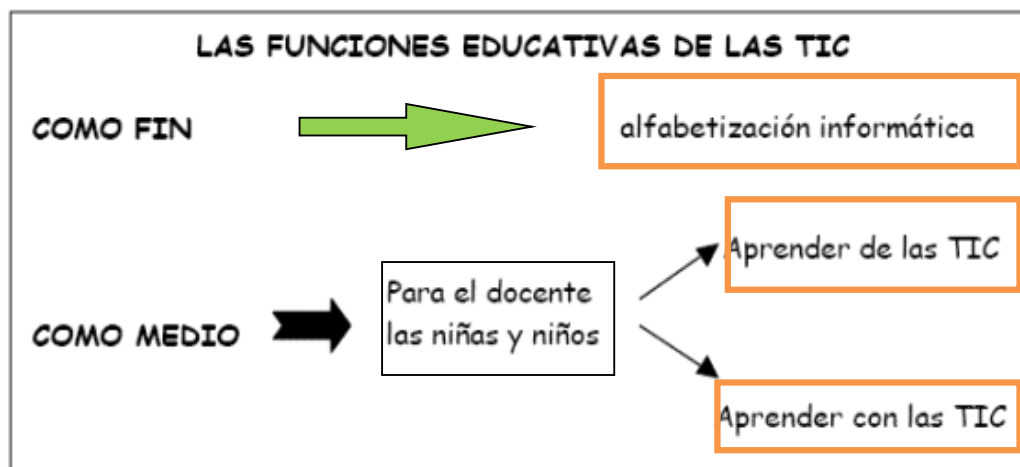 LAS FUNCIONES EDUCATIVAS DE LAS TIC
COMO FIN
alfabetización informática
Aprender de las TIC
Para el docente
las niñas y niños
COMO MEDIO
Aprender con las TIC